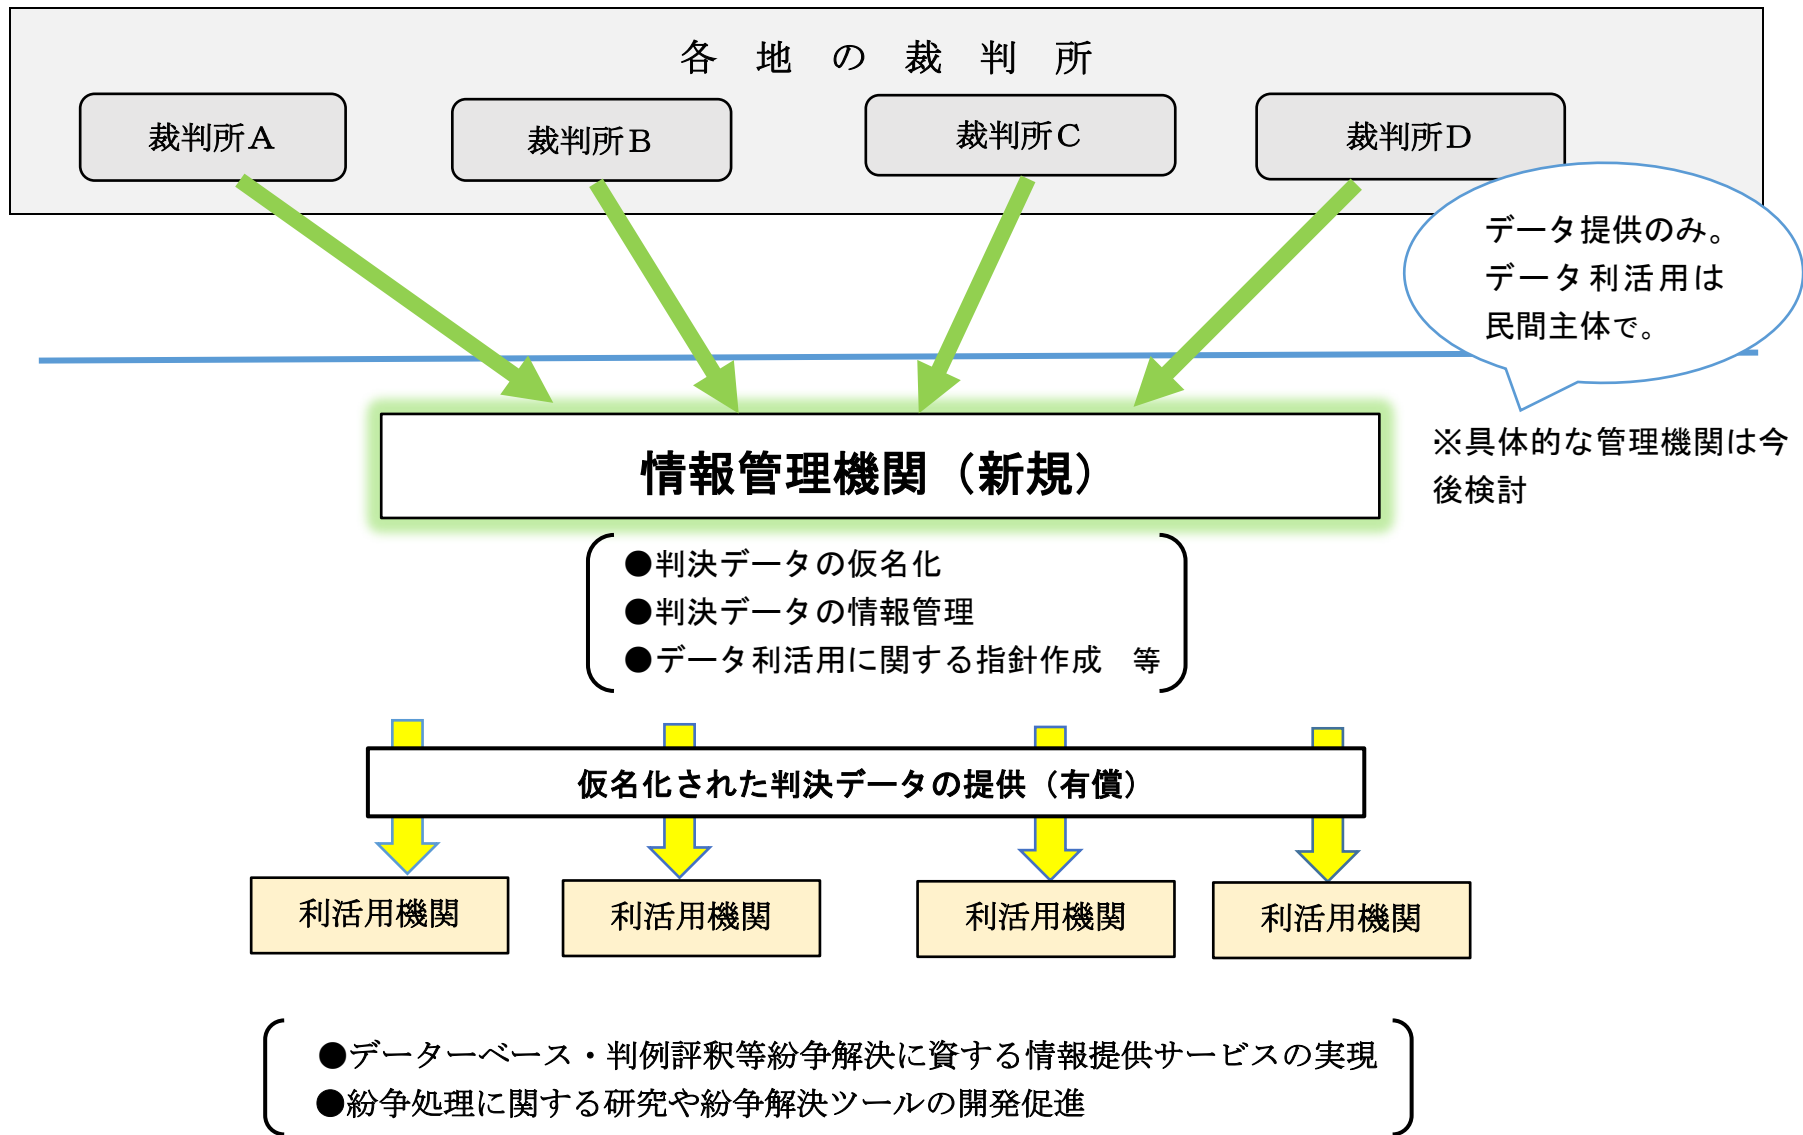 各地の裁判所
裁判所A
裁判所B
裁判所C
裁判所D
データ提供のみ。
データ利活用は
民間主体で。
情報管理機関（新規）
※具体的な管理機関は今
後検討
●判決データの仮名化
●判決データの情報管理
●データ利活用に関する指針作成　等
仮名化された判決データの提供（有償）
利活用機関
利活用機関
利活用機関
利活用機関
●データーベース・判例評釈等紛争解決に資する情報提供サービスの実現
●紛争処理に関する研究や紛争解決ツールの開発促進